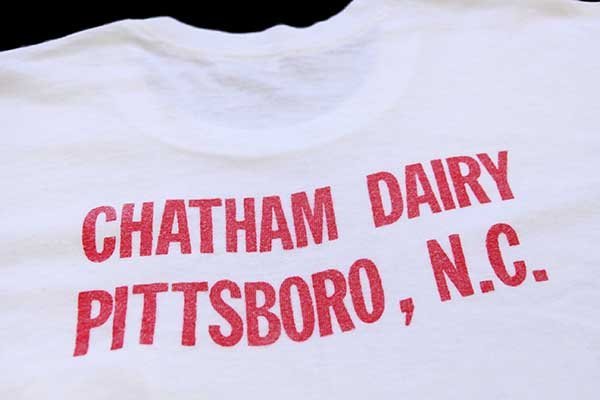 CHATHAM DAIRY
PITTSBORO, N.C.